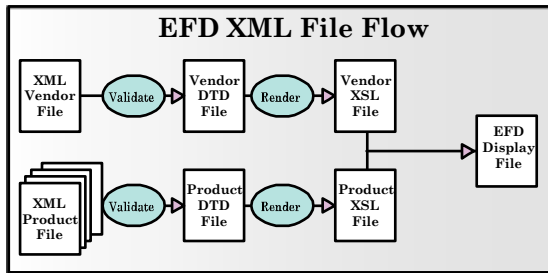 EFD XML File Flow
XML
Vendor
File
Validate
Vendor
DTD
File
Render
Vendor
XSL
File
EFD
Display
File
XML
Product
File
Validate
Product
DTD
File
Render
Product
XSL
File